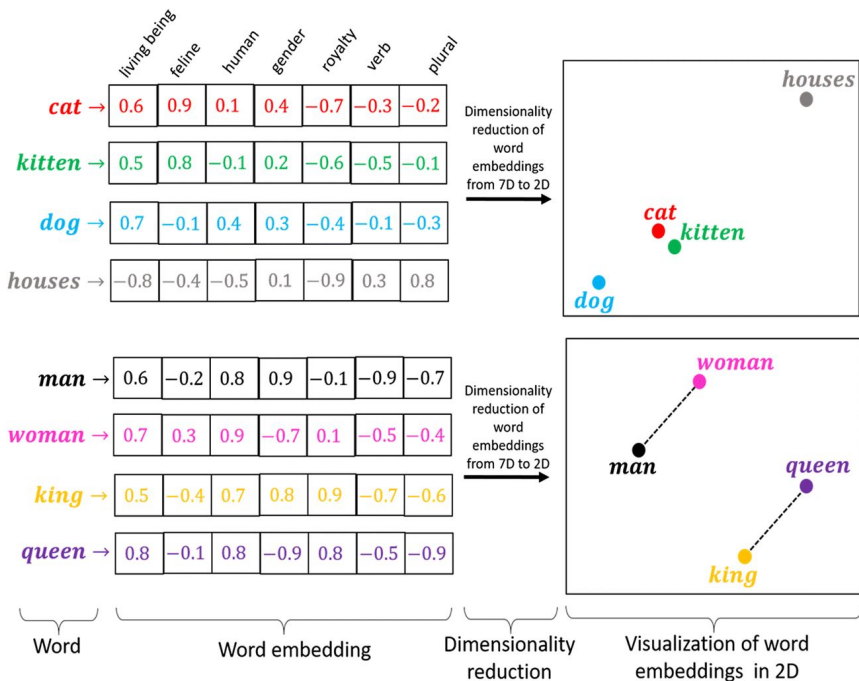 living being feline human gender royalty verb plural
cat → 0.6 0.9 0.1 0.4 −0.7 −0.3 −0.2
kitten → 0.5 0.8 −0.1 0.2 −0.6 −0.5 −0.1
dog → 0.7 −0.1 0.4 0.3 −0.4 −0.1 −0.3
houses → −0.8 −0.4 −0.5 0.1 −0.9 0.3 0.8
Dimensionality
reduction of
word
embeddings
from 7D to 2D
houses
cat
kitten
dog
man → 0.6 −0.2 0.8 0.9 −0.1 −0.9 −0.7
woman → 0.7 0.3 0.9 −0.7 0.1 −0.5 −0.4
king → 0.5 −0.4 0.7 0.8 0.9 −0.7 −0.6
queen → 0.8 −0.1 0.8 −0.9 0.8 −0.5 −0.9
Dimensionality
reduction of
word
embeddings
from 7D to 2D
woman
man
queen
king
Word
Word embedding
Dimensionality
reduction
Visualization of word
embeddings in 2D